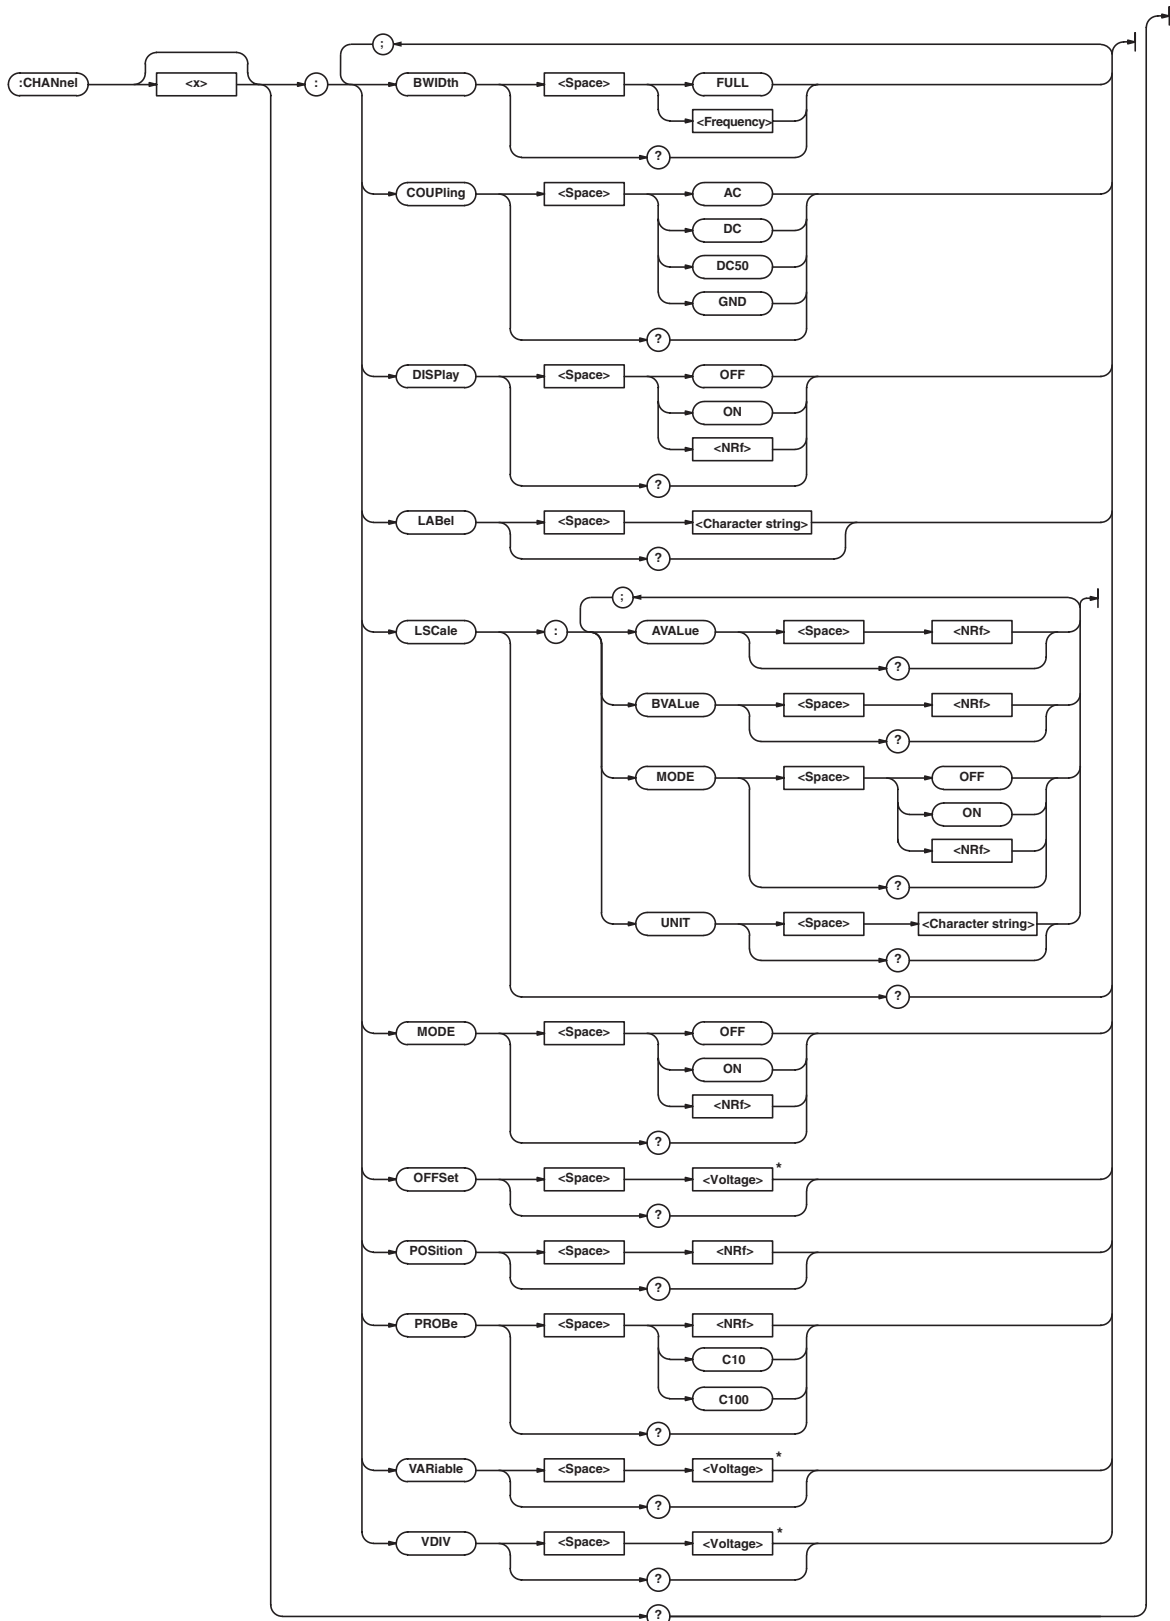 ;
:CHANnel <x> : BWIDth <Space> FULL
<Frequency>
?
COUPling <Space> AC
DC
DC50
GND
?
DISPlay <Space> OFF
ON
<NRf>
?
LABel <Space> <Character string>
?
;
LSCale : AVALue <Space> <NRf>
?
BVALue <Space> <NRf>
?
MODE <Space> OFF
ON
<NRf>
?
UNIT <Space> <Character string>
?
?
MODE <Space> OFF
ON
<NRf>
?
OFFSet <Space> <Voltage> *
?
POSition <Space> <NRf>
?
PROBe <Space> <NRf>
C10
C100
?
VARiable <Space> <Voltage> *
?
VDIV <Space> <Voltage> *
?
?